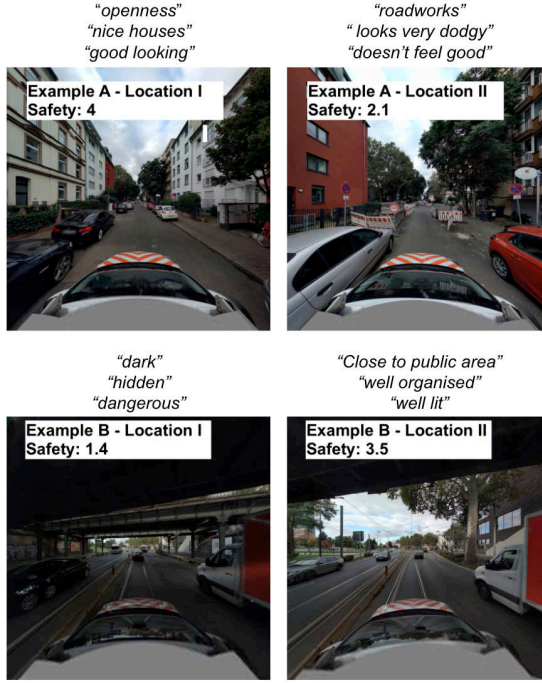 “openness”
“nice houses”
“good looking”
Example A - Location I
Safety: 4
“roadworks”
“ looks very dodgy”
“doesn’t feel good”
Example A - Location II
Safety: 2.1
“dark”
“hidden”
“dangerous”
Example B - Location I
Safety: 1.4
“Close to public area”
“well organised”
“well lit”
Example B - Location II
Safety: 3.5